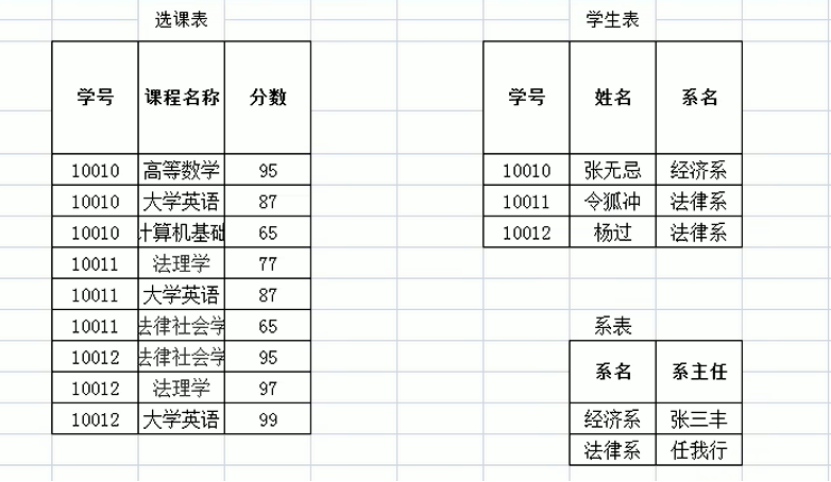 选课表
学号 课程名称 分数
10010 高等数学 95
10010 大学英语 87
10010 计算机基础 65
10011 法理学 77
10011 大学英语 87
10011 法律社会学 65
10012 法律社会学 95
10012 法理学 97
10012 大学英语 99
学生表
学号 姓名 系名
10010 张无忌 经济系
10011 令狐冲 法律系
10012 杨过 法律系
系表
系名 系主任
经济系 张三丰
法律系 任我行